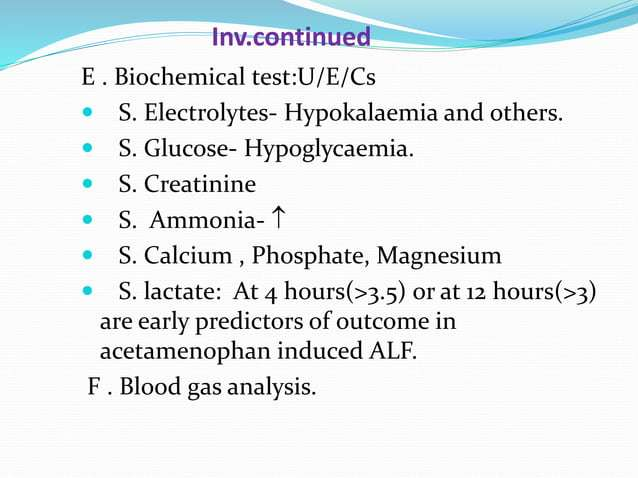 Inv.continued
E . Biochemical test:U/E/Cs
• S. Electrolytes- Hypokalaemia and others.
• S. Glucose- Hypoglycaemia.
• S. Creatinine
• S. Ammonia- ↑
• S. Calcium , Phosphate, Magnesium
• S. lactate: At 4 hours(>3.5) or at 12 hours(>3)
are early predictors of outcome in
acetamenophan induced ALF.
F . Blood gas analysis.